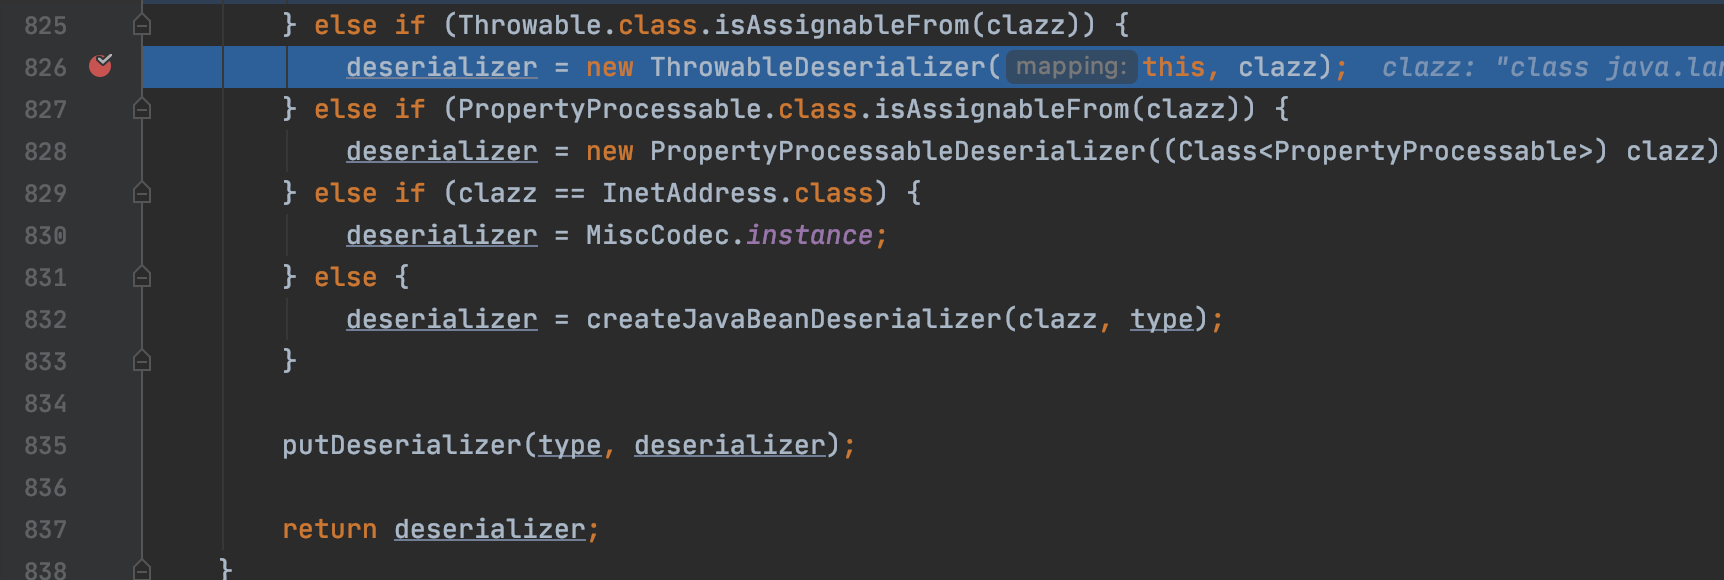 825 } else if (Throwable.class.isAssignableFrom(clazz)) {
826 deserializer = new ThrowableDeserializer( mapping: this, clazz); clazz: "class java.lan
827 } else if (PropertyProcessable.class.isAssignableFrom(clazz)) {
828 deserializer = new PropertyProcessableDeserializer((Class<PropertyProcessable>) clazz)
829 } else if (clazz == InetAddress.class) {
830 deserializer = MiscCodec.instance;
831 } else {
832 deserializer = createJavaBeanDeserializer(clazz, type);
833 }
834
835 putDeserializer(type, deserializer);
836
837 return deserializer;
838 }